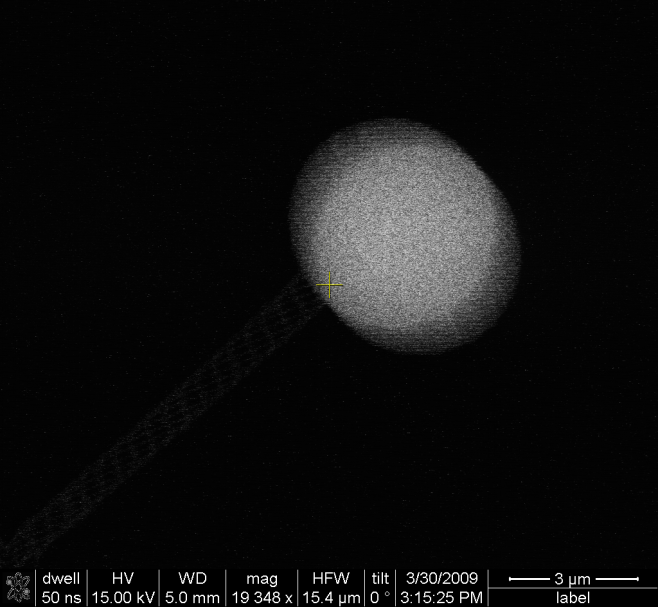 dwell HV WD mag HFW tilt 3/30/2009 3 µm
50 ns 15.00 kV 5.0 mm 19 348 x 15.4 µm 0 ° 3:15:25 PM label